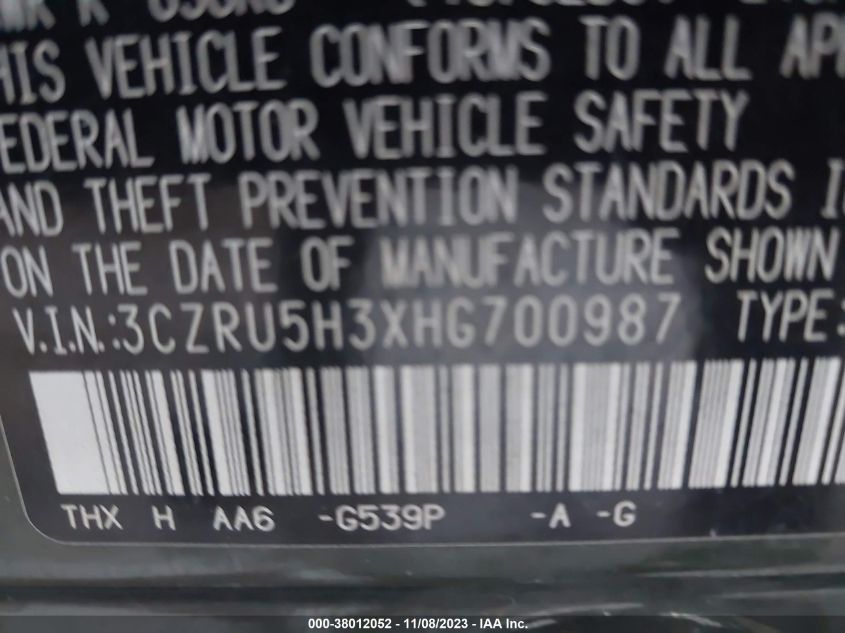 HIS VEHICLE CONFORMS TO ALL AP
EDERAL MOTOR VEHICLE SAFETY
AND THEFT PREVENTION STANDARDS I
ON THE DATE OF MANUFACTURE SHOWN
V.I.N.:3CZRU5H3XHG700987 TYPE:
THX H AA6 -G539P -A -G
000-38012052 - 11/08/2023 - IAA Inc.